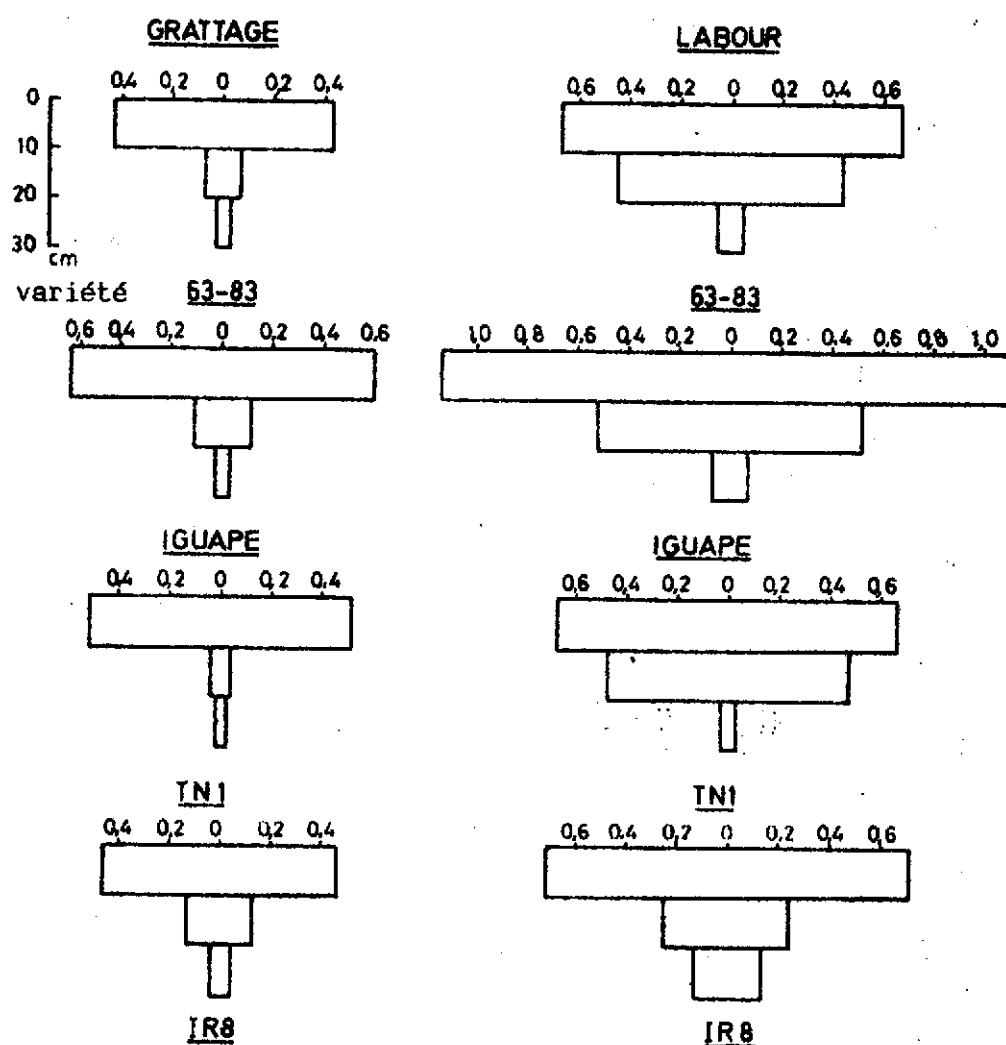 GRATTAGE
LABOUR
0,4 0,2 0 0,2 0,4
0,6 0,4 0,2 0 0,2 0,4 0,6
0
10
20
30
cm
variété 63-83
63-83
0,6 0,4 0,2 0 0,2 0,4 0,6
1,0 0,8 0,6 0,4 0,2 0 0,2 0,4 0,6 0,8 1,0
IGUAPE
IGUAPE
0,4 0,2 0 0,2 0,4
0,6 0,4 0,2 0 0,2 0,4 0,6
TN1
TN1
0,4 0,2 0 0,2 0,4
0,6 0,4 0,2 0 0,2 0,4 0,6
IR8
IR8